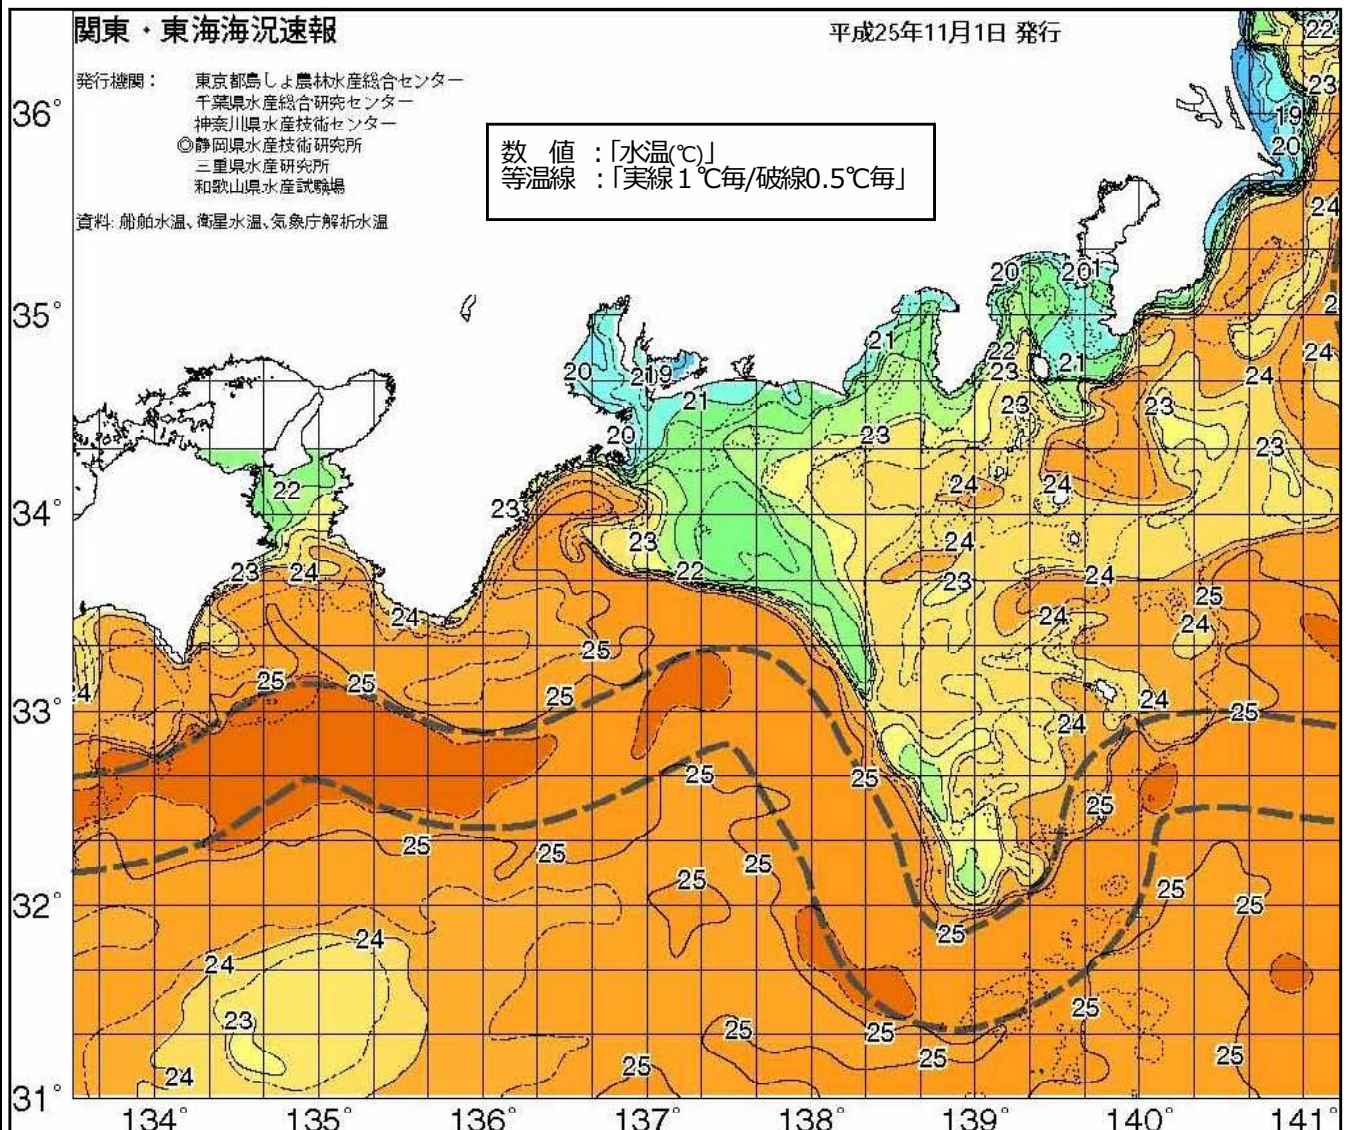 関東・東海海況速報
平成25年11月1日 発行
発行機関：
東京都島しょ農林水産総合センター
千葉県水産総合研究センター
神奈川県水産技術センター
◎静岡県水産技術研究所
三重県水産研究所
和歌山県水産試験場
資料: 船舶水温、衛星水温、気象庁解析水温
数　値　：「水温(℃)」
等温線　：「実線１℃毎/破線0.5℃毎」
22
23
36°
19
20
24
20 20
35°
21 22 24
20 19 23 21 24
21 23 23
20 23 23
22 24 24
34° 23
23 24
22 24
23 24 23 25
24 24 24
25
25 25 25 24
33° 24 25
25 25 25
25 25
25 25 25
32° 25
24 25
24
23 25 25
25 25 25
24 25
31°
134° 135° 136° 137° 138° 139° 140° 141°